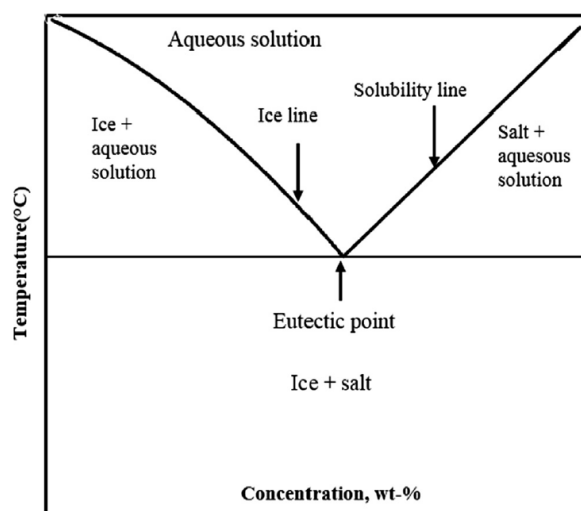 Aqueous solution
Solubility line
Ice +
aqueous
solution
Ice line
Salt +
aquesous
solution
Temperature(°C)
Eutectic point
Ice + salt
Concentration, wt-%